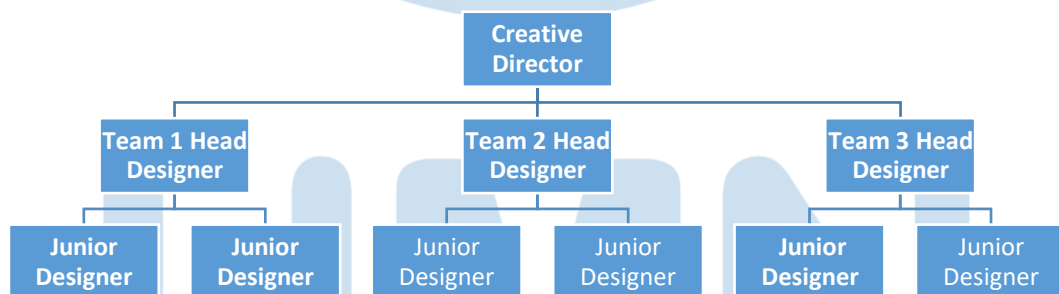 Creative
Director
Team 1 Head
Designer
Team 2 Head
Designer
Team 3 Head
Designer
Junior
Designer
Junior
Designer
Junior
Designer
Junior
Designer
Junior
Designer
Junior
Designer